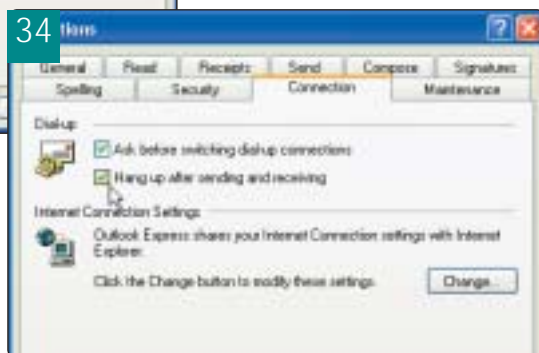 34
Options
General Read Receipts Send Compose Signatures
Spelling Security Connection Maintenance
Dial-up
Ask before switching dial-up connections
Hang up after sending and receiving
Internet Connection Settings
Outlook Express shares your Internet Connection settings with Internet
Explorer.
Click the Change button to modify these settings. Change...